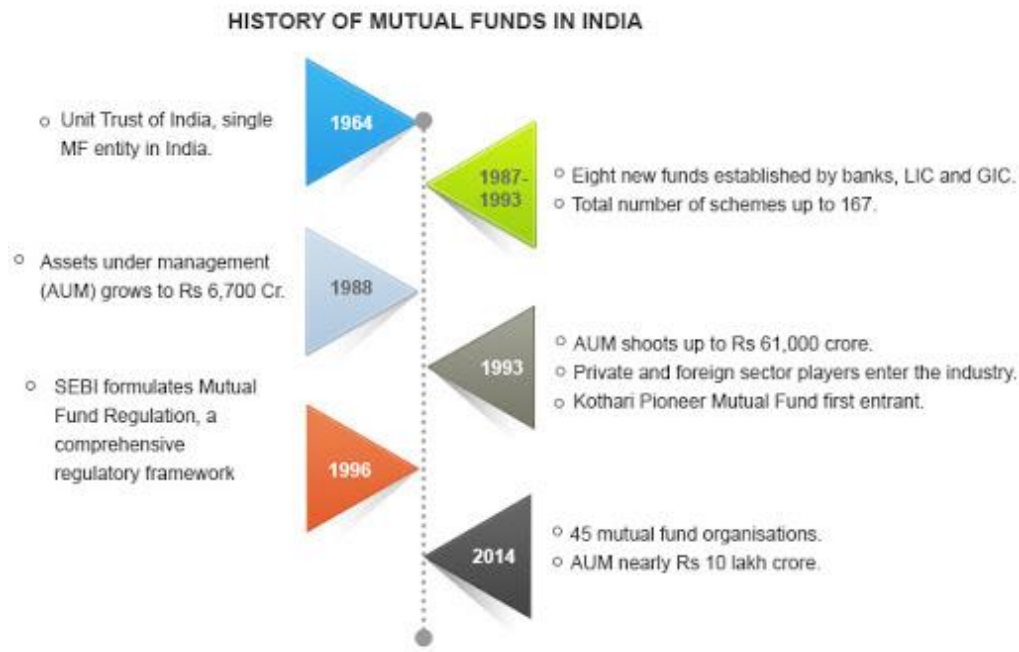 HISTORY OF MUTUAL FUNDS IN INDIA
1964
Unit Trust of India, single
MF entity in India.
1987-
1993
Eight new funds established by banks, LIC and GIC.
Total number of schemes up to 167.
1988
Assets under management
(AUM) grows to Rs 6,700 Cr.
1993
AUM shoots up to Rs 61,000 crore.
Private and foreign sector players enter the industry.
Kothari Pioneer Mutual Fund first entrant.
1996
SEBI formulates Mutual
Fund Regulation, a
comprehensive
regulatory framework
2014
45 mutual fund organisations.
AUM nearly Rs 10 lakh crore.